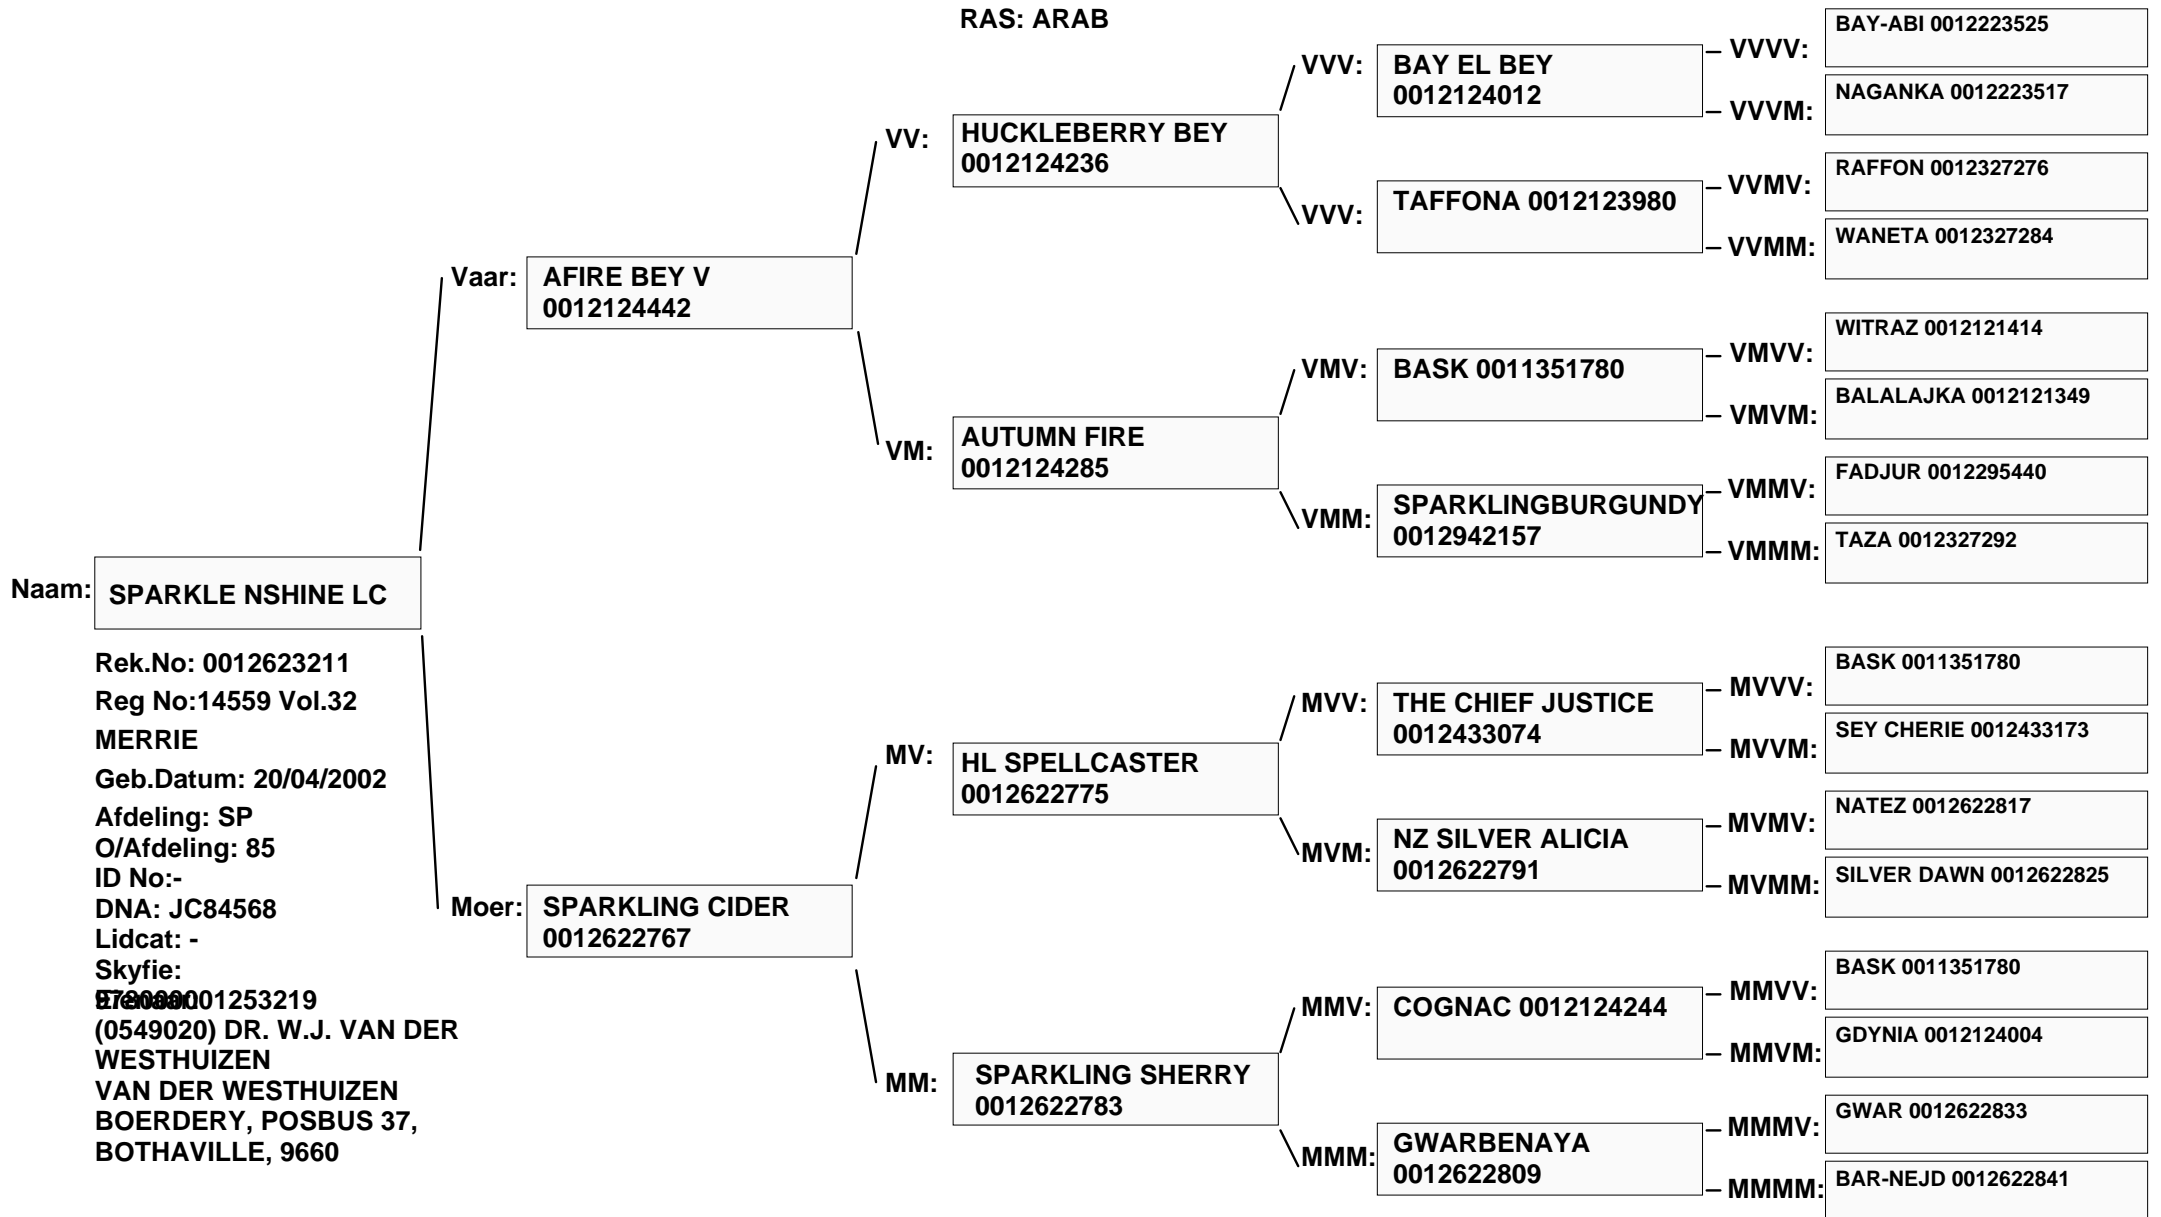 RAS: ARAB
Naam: SPARKLE NSHINE LC
Rek.No: 0012623211
Reg No:14559 Vol.32
MERRIE
Geb.Datum: 20/04/2002
Afdeling: SP
O/Afdeling: 85
ID No:-
DNA: JC84568
Lidcat: -
Skyfie:
01253219
(0549020) DR. W.J. VAN DER
WESTHUIZEN
VAN DER WESTHUIZEN
BOERDERY, POSBUS 37,
BOTHAVILLE, 9660
Vaar: AFIRE BEY V
0012124442
Moer: SPARKLING CIDER
0012622767
VV: HUCKLEBERRY BEY
0012124236
VM: AUTUMN FIRE
0012124285
MV: HL SPELLCASTER
0012622775
MM: SPARKLING SHERRY
0012622783
VVV: BAY EL BEY
0012124012
VVV: TAFFONA 0012123980
VMV: BASK 0011351780
VMM: SPARKLINGBURGUNDY
0012942157
MVV: THE CHIEF JUSTICE
0012433074
MVM: NZ SILVER ALICIA
0012622791
MMV: COGNAC 0012124244
MMM: GWARBENAYA
0012622809
VVVV: BAY-ABI 0012223525
VVVM: NAGANKA 0012223517
VVMV: RAFFON 0012327276
VVMM: WANETA 0012327284
VMVV: WITRAZ 0012121414
VMVM: BALALAJKA 0012121349
VMMV: FADJUR 0012295440
VMMM: TAZA 0012327292
MVVV: BASK 0011351780
MVVM: SEY CHERIE 0012433173
MVMV: NATEZ 0012622817
MVMM: SILVER DAWN 0012622825
MMVV: BASK 0011351780
MMVM: GDYNIA 0012124004
MMMV: GWAR 0012622833
MMMM: BAR-NEJD 0012622841